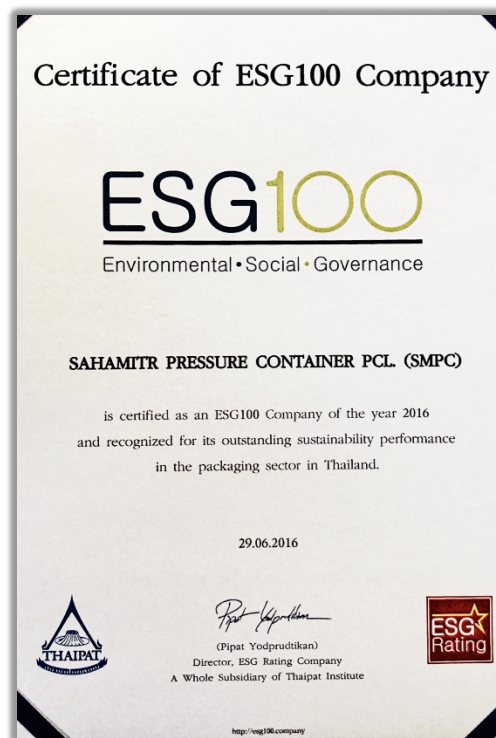 Certificate of ESG100 Company
ESG100
Environmental • Social • Governance
SAHAMITR PRESSURE CONTAINER PCL. (SMPC)
is certified as an ESG100 Company of the year 2016
and recognized for its outstanding sustainability performance
in the packaging sector in Thailand.
29.06.2016
THAIPAT
(Pipat Yodprudtikan)
Director, ESG Rating Company
A Whole Subsidiary of Thaipat Institute
ESG
Rating
http://esg100.company